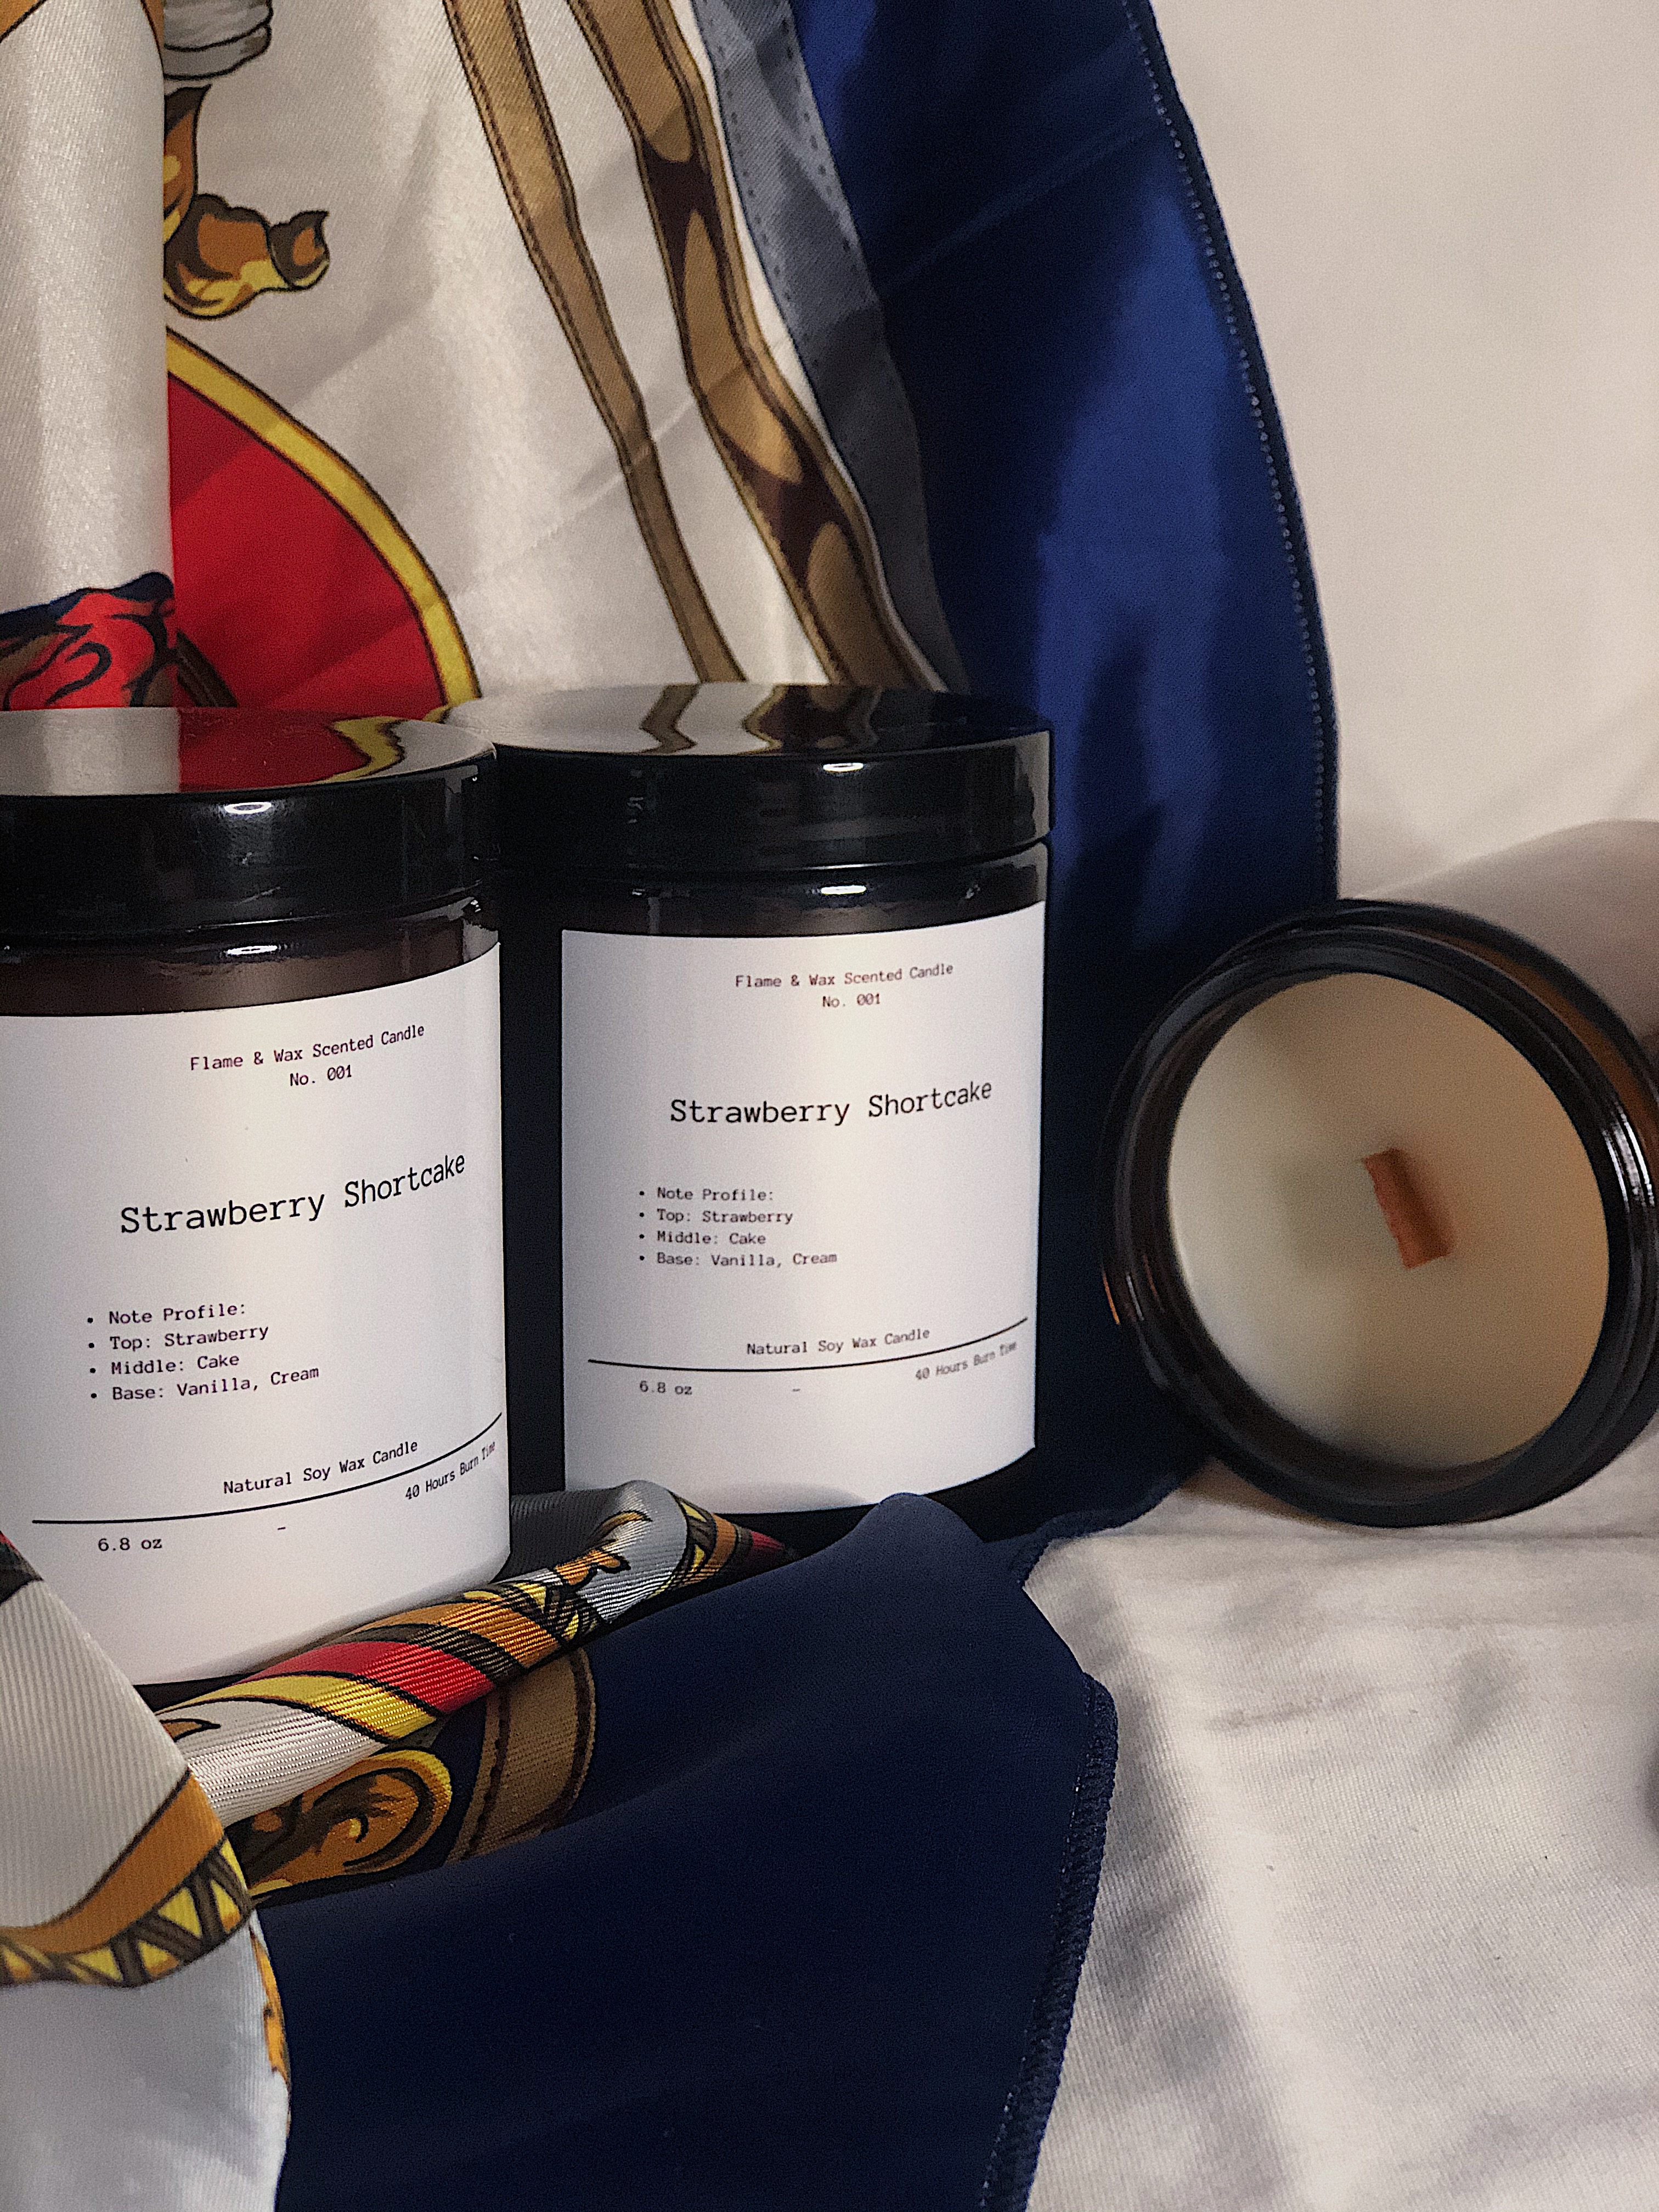 Flame & Wax Scented Candle
No. 001
Strawberry Shortcake
• Note Profile:
• Top: Strawberry
• Middle: Cake
• Base: Vanilla, Cream
Natural Soy Wax Candle
6.8 oz – 40 Hours Burn Time
Flame & Wax Scented Candle
No. 001
Strawberry Shortcake
• Note Profile:
• Top: Strawberry
• Middle: Cake
• Base: Vanilla, Cream
Natural Soy Wax Candle
6.8 oz – 40 Hours Burn Time